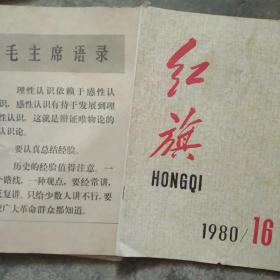 毛主席语录
理性认识依赖于感性认
识，感性认识有待于发展到理
性认识，这就是辩证唯物论的
认识论。
要认真总结经验。
历史的经验值得注意。一
个路线，一种观点，要经常讲，
反复讲。只给少数人讲不行，要
使广大革命群众都知道。
红旗
HONGQI
1980/16